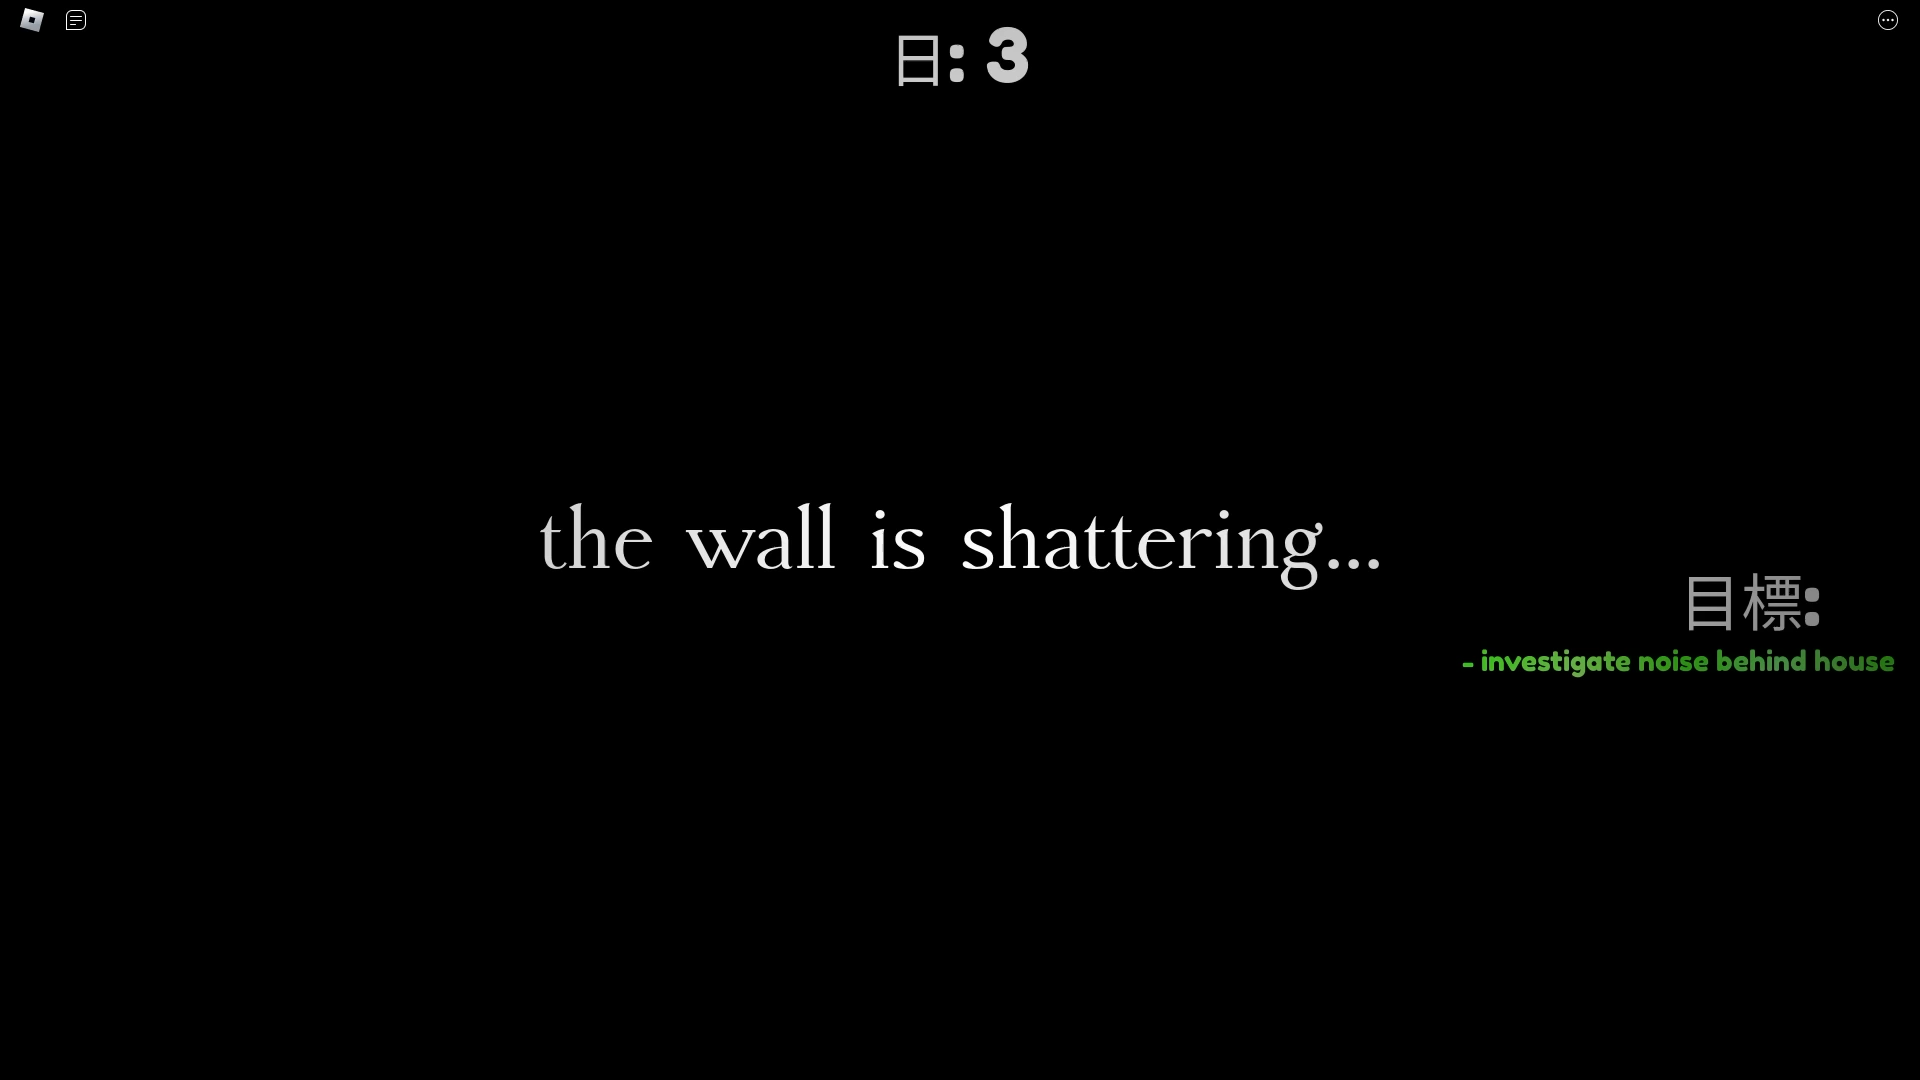 日: 3
the wall is shattering...
目標:
- investigate noise behind house